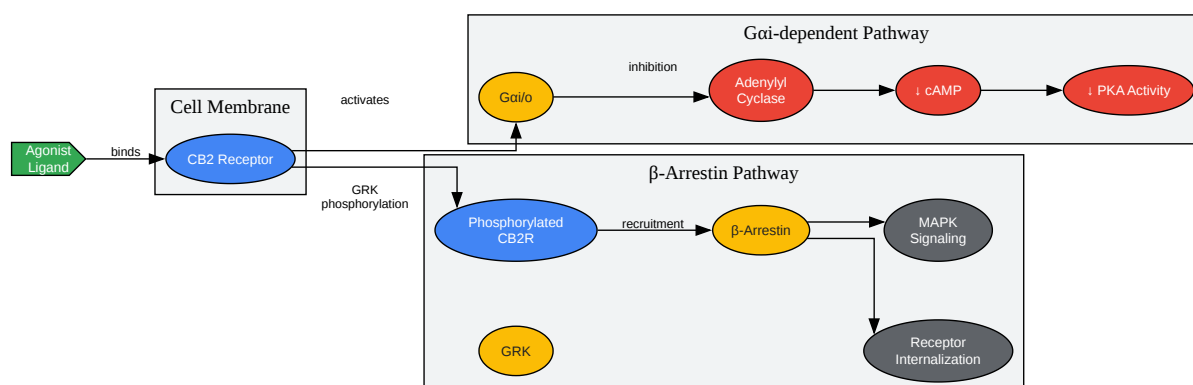 Gαi-dependent Pathway
inhibition
Gαi/o
Adenylyl
Cyclase
↓ cAMP
↓ PKA Activity
Cell Membrane
activates
Agonist
Ligand
binds
CB2 Receptor
GRK
phosphorylation
β-Arrestin Pathway
Phosphorylated
CB2R
recruitment
β-Arrestin
MAPK
Signaling
GRK
Receptor
Internalization